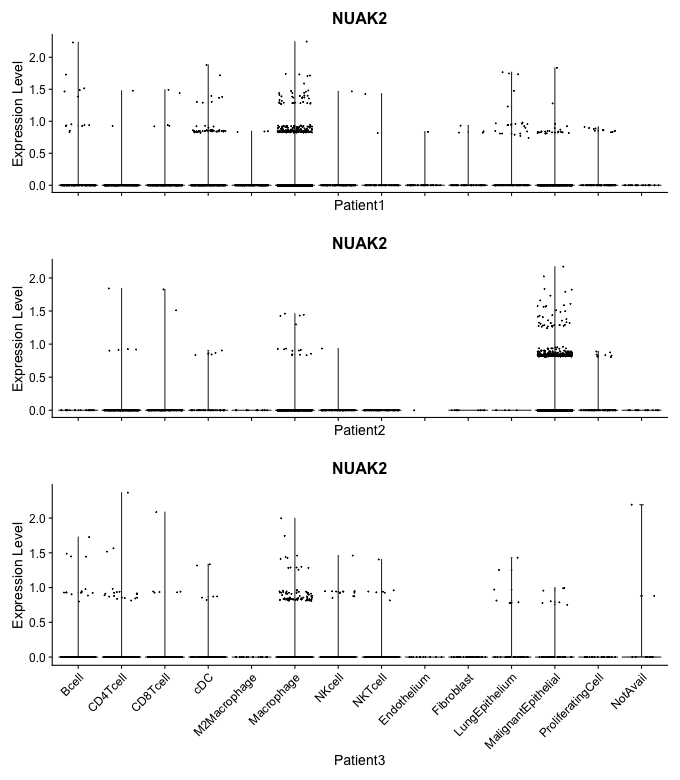 NUAK2
Expression Level
2.0
1.5
1.0
0.5
0.0
Patient1
NUAK2
Expression Level
2.0
1.5
1.0
0.5
0.0
Patient2
NUAK2
Expression Level
2.0
1.5
1.0
0.5
0.0
Bcell
CD4Tcell
CD8Tcell
cDC
M2Macrophage
Macrophage
NKcell
NKTcell
Endothelium
Fibroblast
LungEpithelium
MalignantEpithelial
ProliferatingCell
NotAvail
Patient3